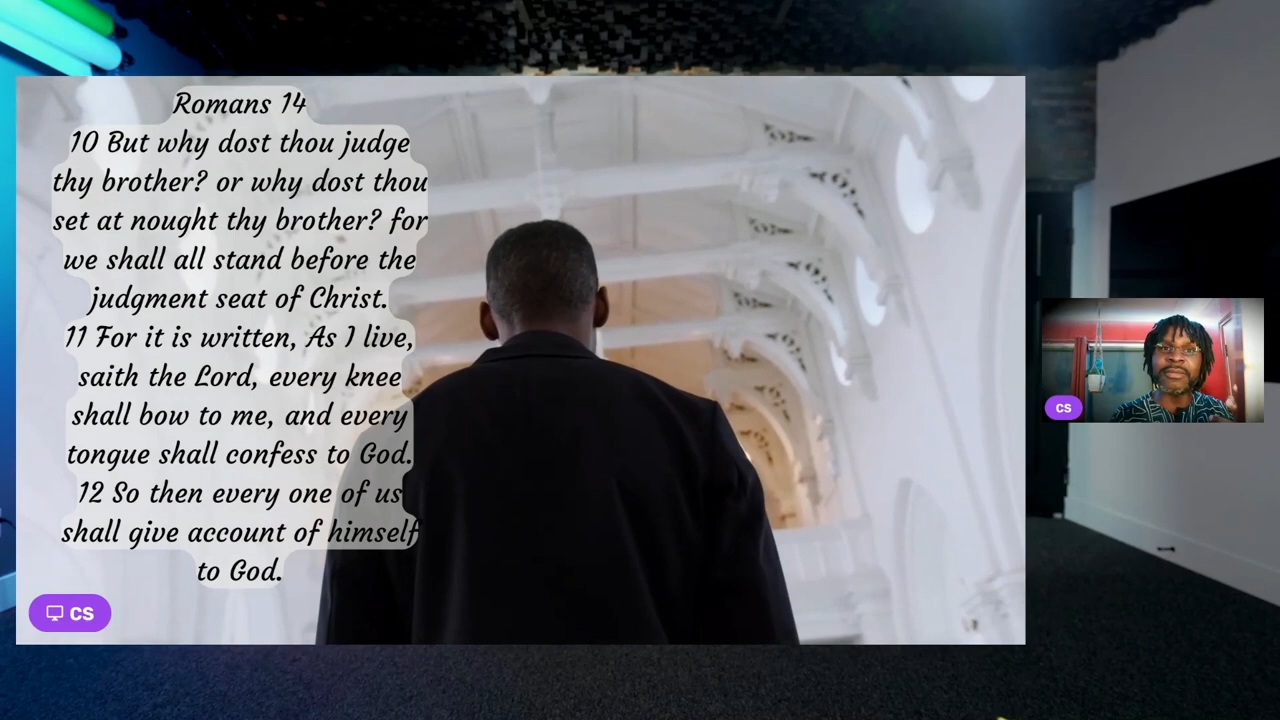 Romans 14
10 But why dost thou judge
thy brother? or why dost thou
set at nought thy brother? for
we shall all stand before the
judgment seat of Christ.
11 For it is written, As I live,
saith the Lord, every knee
shall bow to me, and every
tongue shall confess to God.
12 So then every one of us
shall give account of himself
to God.
CS
CS